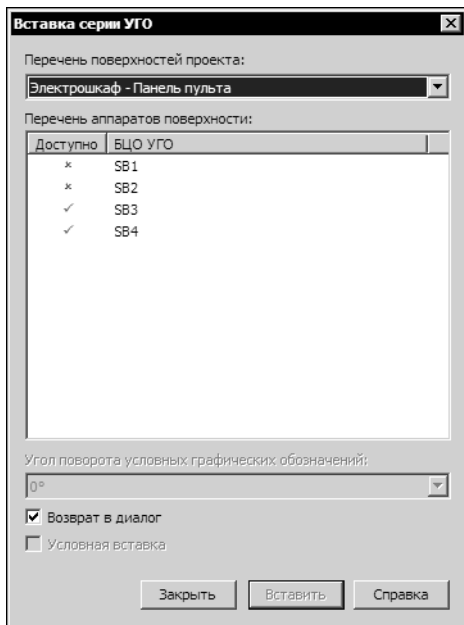 Вставка серии УГО
Перечень поверхностей проекта:
Электрошкаф - Панель пульта
Перечень аппаратов поверхности:
Доступно БЦО УГО
SB1
SB2
SB3
SB4
Угол поворота условных графических обозначений:
0°
Возврат в диалог
Условная вставка
Закрыть Вставить Справка